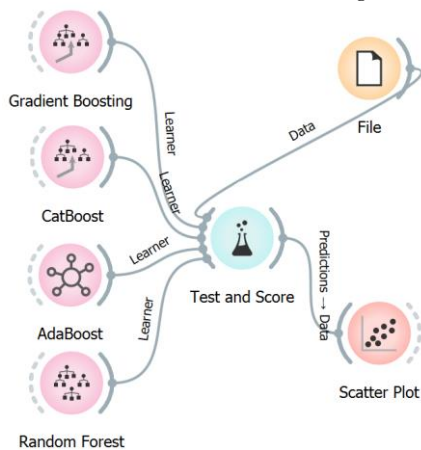 Gradient Boosting
Learner
File
Data
CatBoost
Learner
Test and Score
Learner
AdaBoost
Predictions → Data
Learner
Scatter Plot
Random Forest